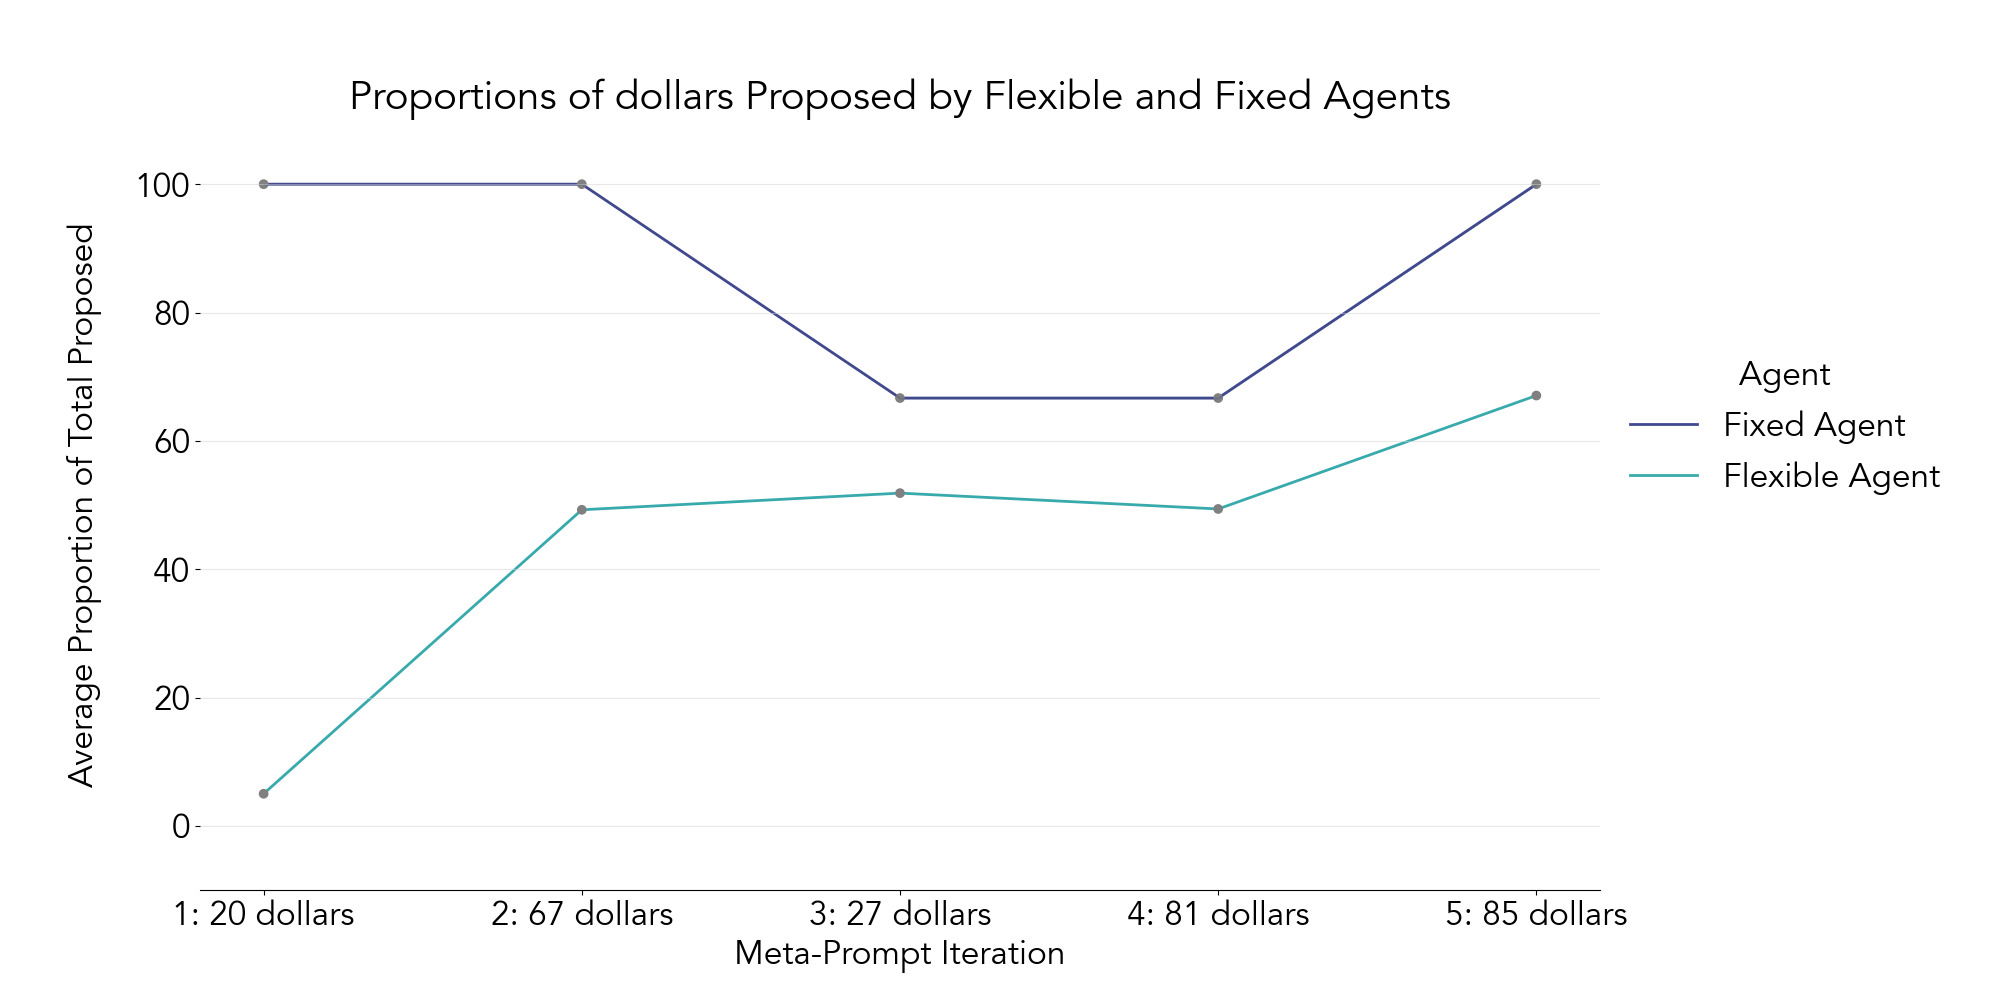 Proportions of dollars Proposed by Flexible and Fixed Agents
Average Proportion of Total Proposed
100
80
60
40
20
0
1: 20 dollars
2: 67 dollars
3: 27 dollars
4: 81 dollars
5: 85 dollars
Meta-Prompt Iteration
Agent
Fixed Agent
Flexible Agent